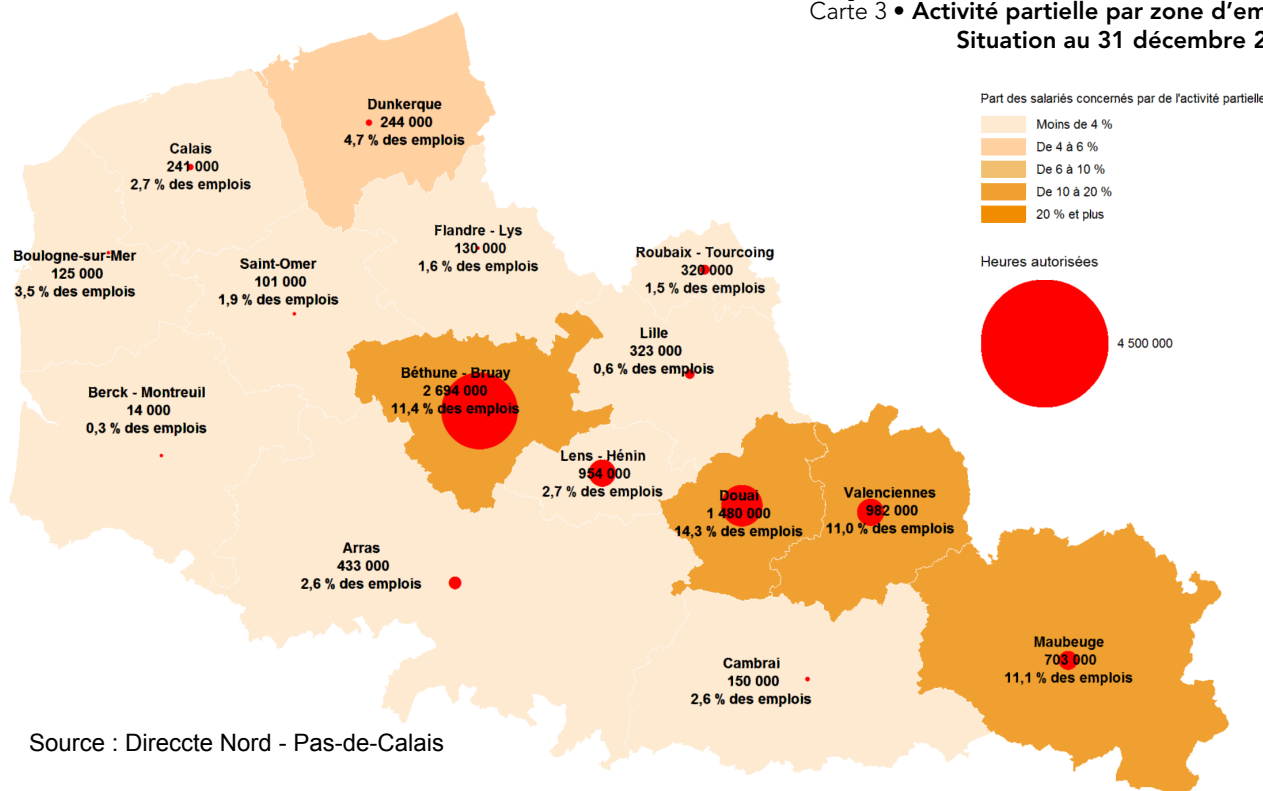 Carte 3 • Activité partielle par zone d'em
Situation au 31 décembre 2
Part des salariés concernés par de l'activité partielle
Moins de 4 %
De 4 à 6 %
De 6 à 10 %
De 10 à 20 %
20 % et plus
Heures autorisées
4 500 000
Dunkerque
244 000
4,7 % des emplois
Calais
241 000
2,7 % des emplois
Boulogne-sur-Mer
125 000
3,5 % des emplois
Saint-Omer
101 000
1,9 % des emplois
Flandre - Lys
130 000
1,6 % des emplois
Roubaix - Tourcoing
320 000
1,5 % des emplois
Lille
323 000
0,6 % des emplois
Béthune - Bruay
2 694 000
11,4 % des emplois
Berck - Montreuil
14 000
0,3 % des emplois
Lens - Hénin
954 000
2,7 % des emplois
Douai
1 480 000
14,3 % des emplois
Valenciennes
982 000
11,0 % des emplois
Arras
433 000
2,6 % des emplois
Cambrai
150 000
2,6 % des emplois
Maubeuge
703 000
11,1 % des emplois
Source : Direccte Nord - Pas-de-Calais